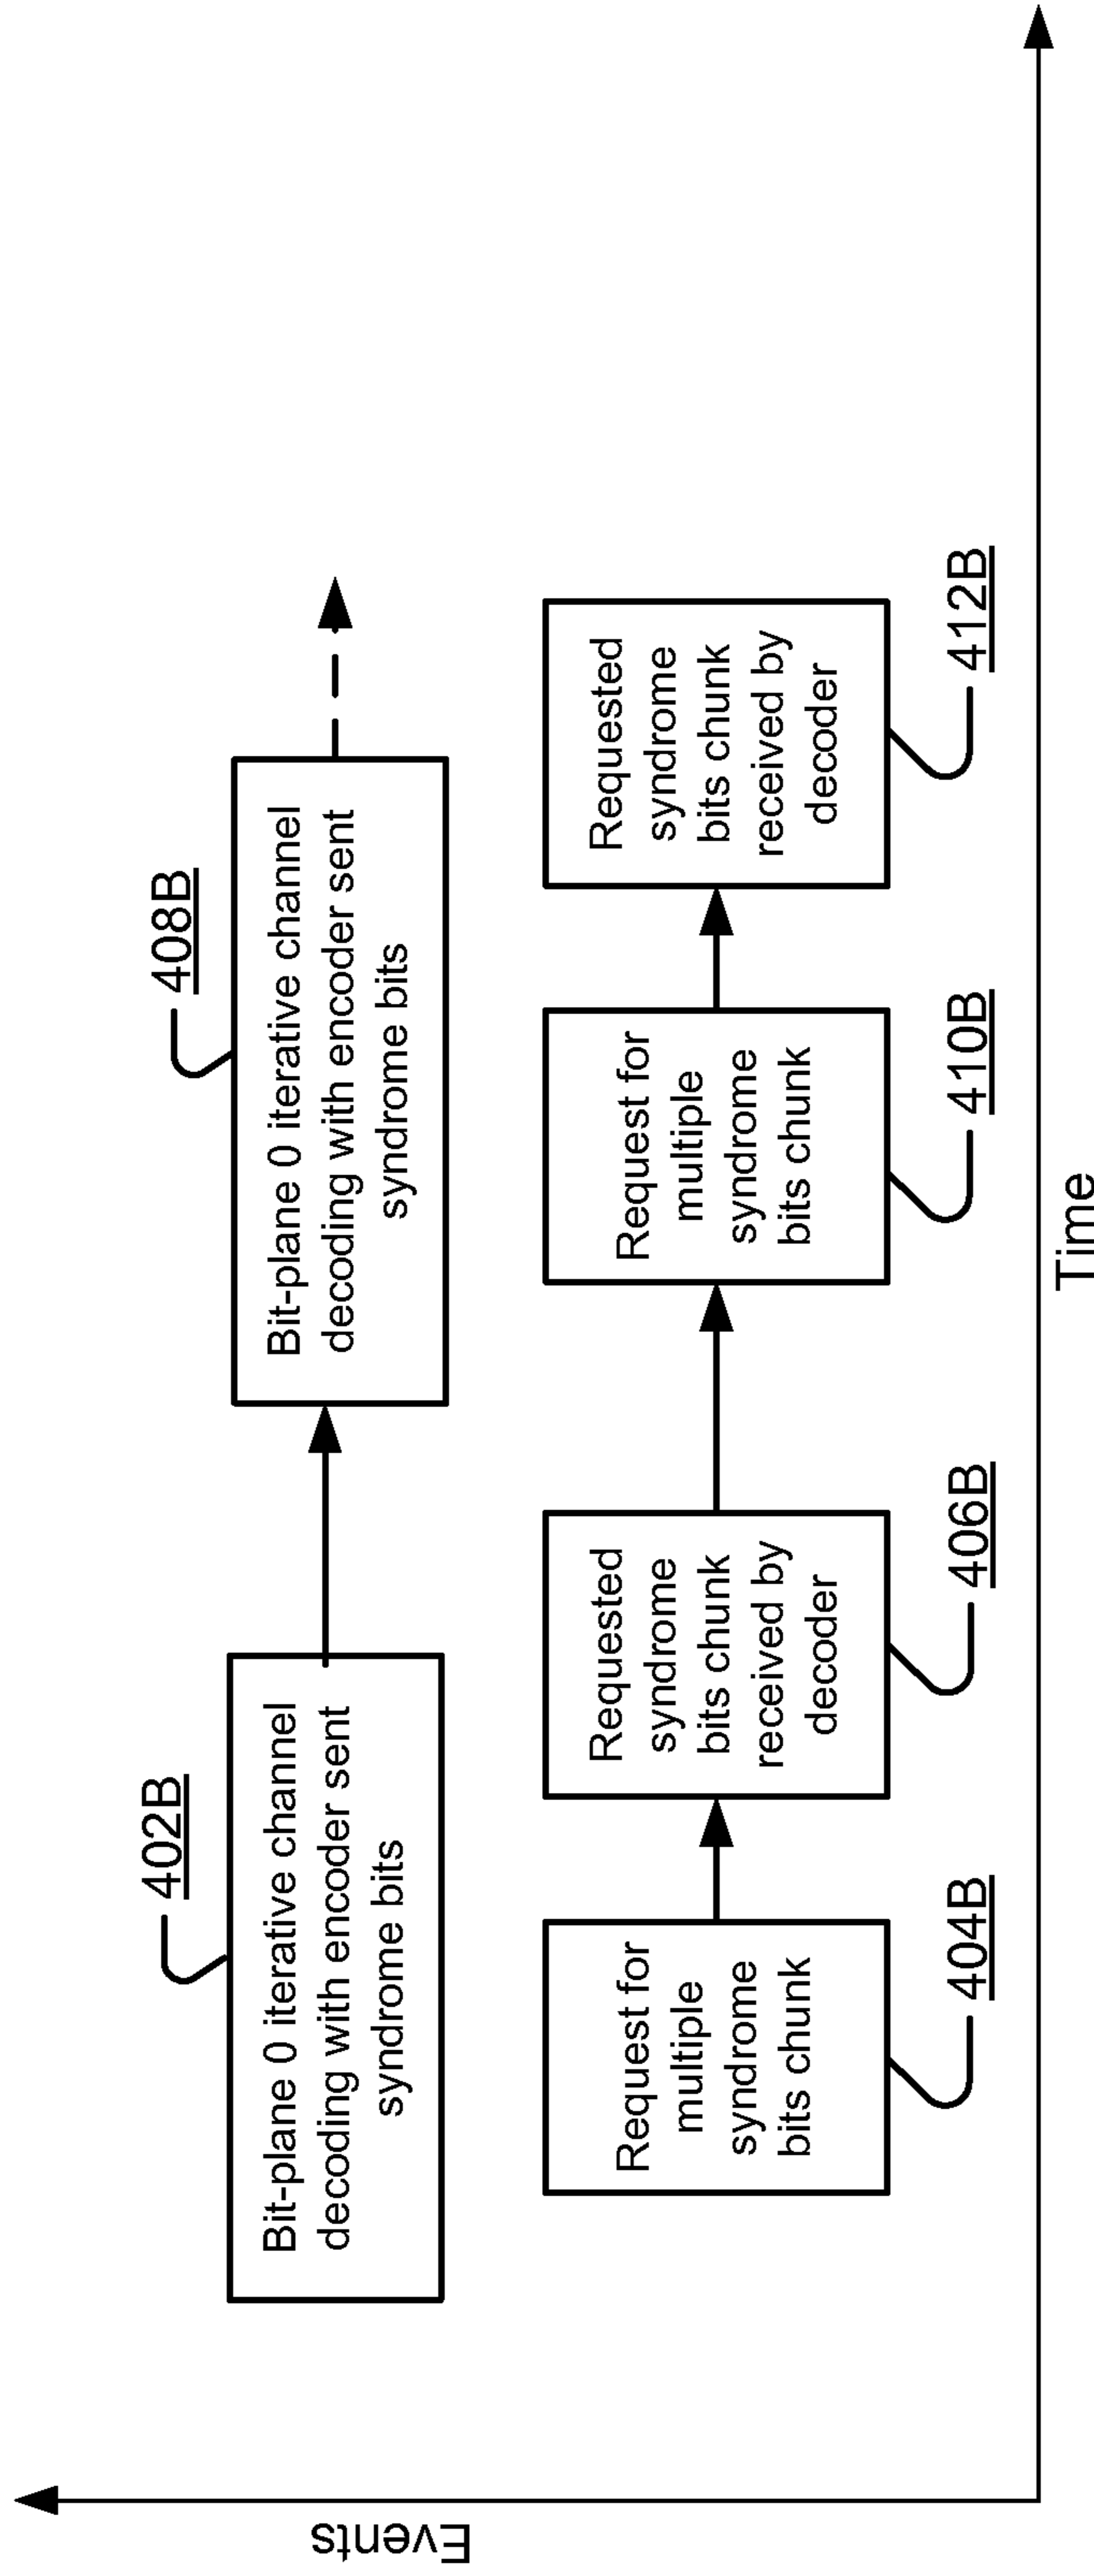 402B
Bit-plane 0 iterative channel
decoding with encoder sent
syndrome bits
408B
Bit-plane 0 iterative channel
decoding with encoder sent
syndrome bits
Request for
multiple
syndrome
bits chunk
404B
Requested
syndrome
bits chunk
received by
decoder
406B
Request for
multiple
syndrome
bits chunk
410B
Requested
syndrome
bits chunk
received by
decoder
412B
Events
Time